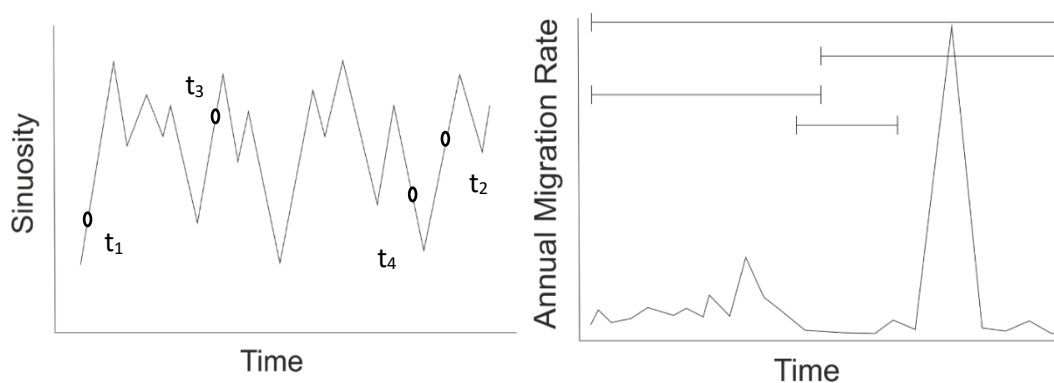 Sinuosity
t₁
t₃
t₄
t₂
Time
Annual Migration Rate
Time